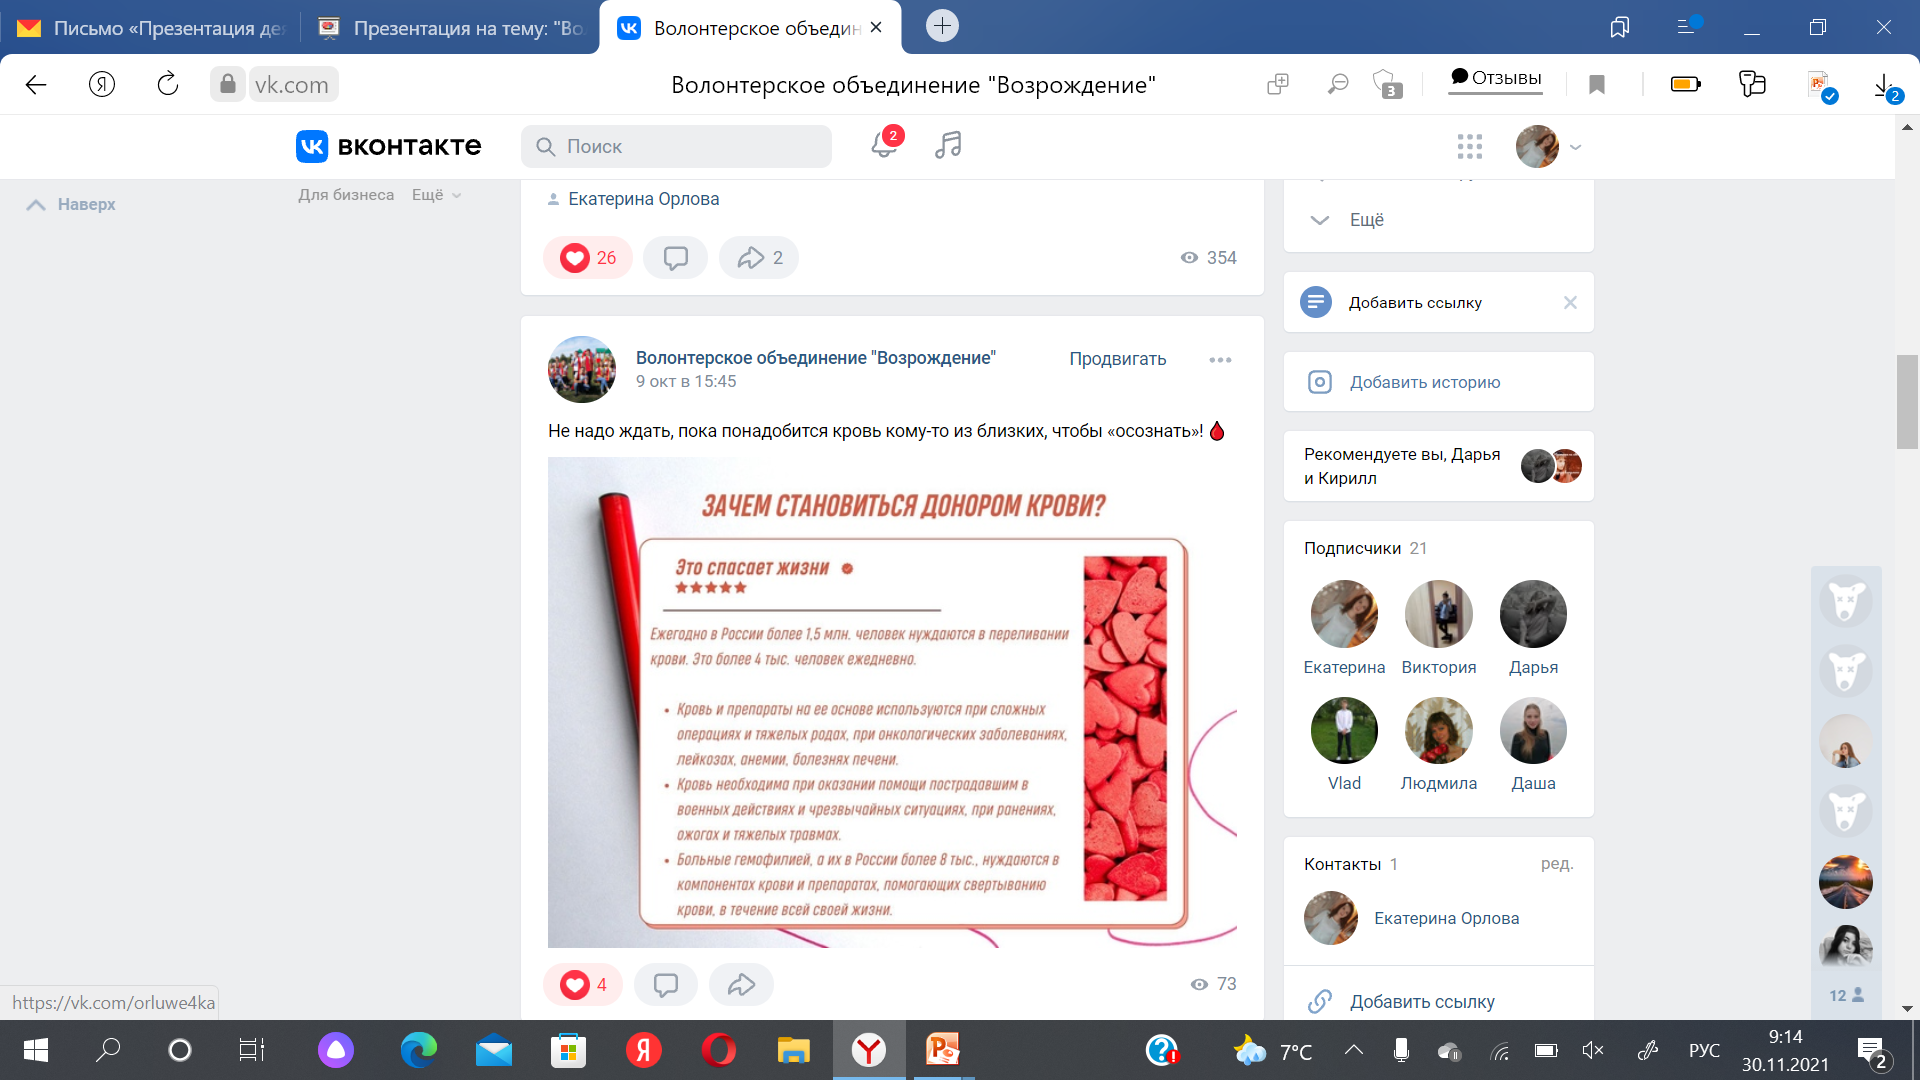 Письмо «Презентация дея
Презентация на тему: "Во
Волонтерское объедин
vk.com
Волонтерское объединение "Возрождение"
3
Отзывы
2
вконтакте
Поиск
2
Наверх
Для бизнеса Ещё
Екатерина Орлова
26
2
354
Волонтерское объединение "Возрождение"
9 окт в 15:45
Продвигать
Не надо ждать, пока понадобится кровь кому-то из близких, чтобы «осознать»!
ЗАЧЕМ СТАНОВИТЬСЯ ДОНОРОМ КРОВИ?
Это спасает жизни
Ежегодно в России более 1,5 млн. человек нуждаются в переливании
крови. Это более 4 тыс. человек ежедневно.
• Кровь и препараты на ее основе используются при сложных
операциях и тяжелых родах, при онкологических заболеваниях,
лейкозах, анемии, болезнях печени.
• Кровь необходима при оказании помощи пострадавшим в
военных действиях и чрезвычайных ситуациях, при ранениях,
ожогах и тяжелых травмах.
• Больные гемофилией, а их в России более 8 тыс., нуждаются в
компонентах крови и препаратах, помогающих свертыванию
крови, в течение всей своей жизни.
4
73
Ещё
Добавить ссылку
Добавить историю
Рекомендуете вы, Дарья
и Кирилл
Подписчики 21
Екатерина Виктория Дарья
Vlad Людмила Даша
Контакты 1
ред.
Екатерина Орлова
Добавить ссылку
12
https://vk.com/orluwe4ka
7°C
РУС
9:14
30.11.2021
2